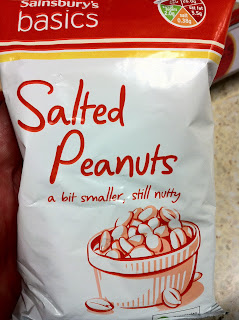 Sainsbury's
basics
Salted
Peanuts
a bit smaller, still nutty